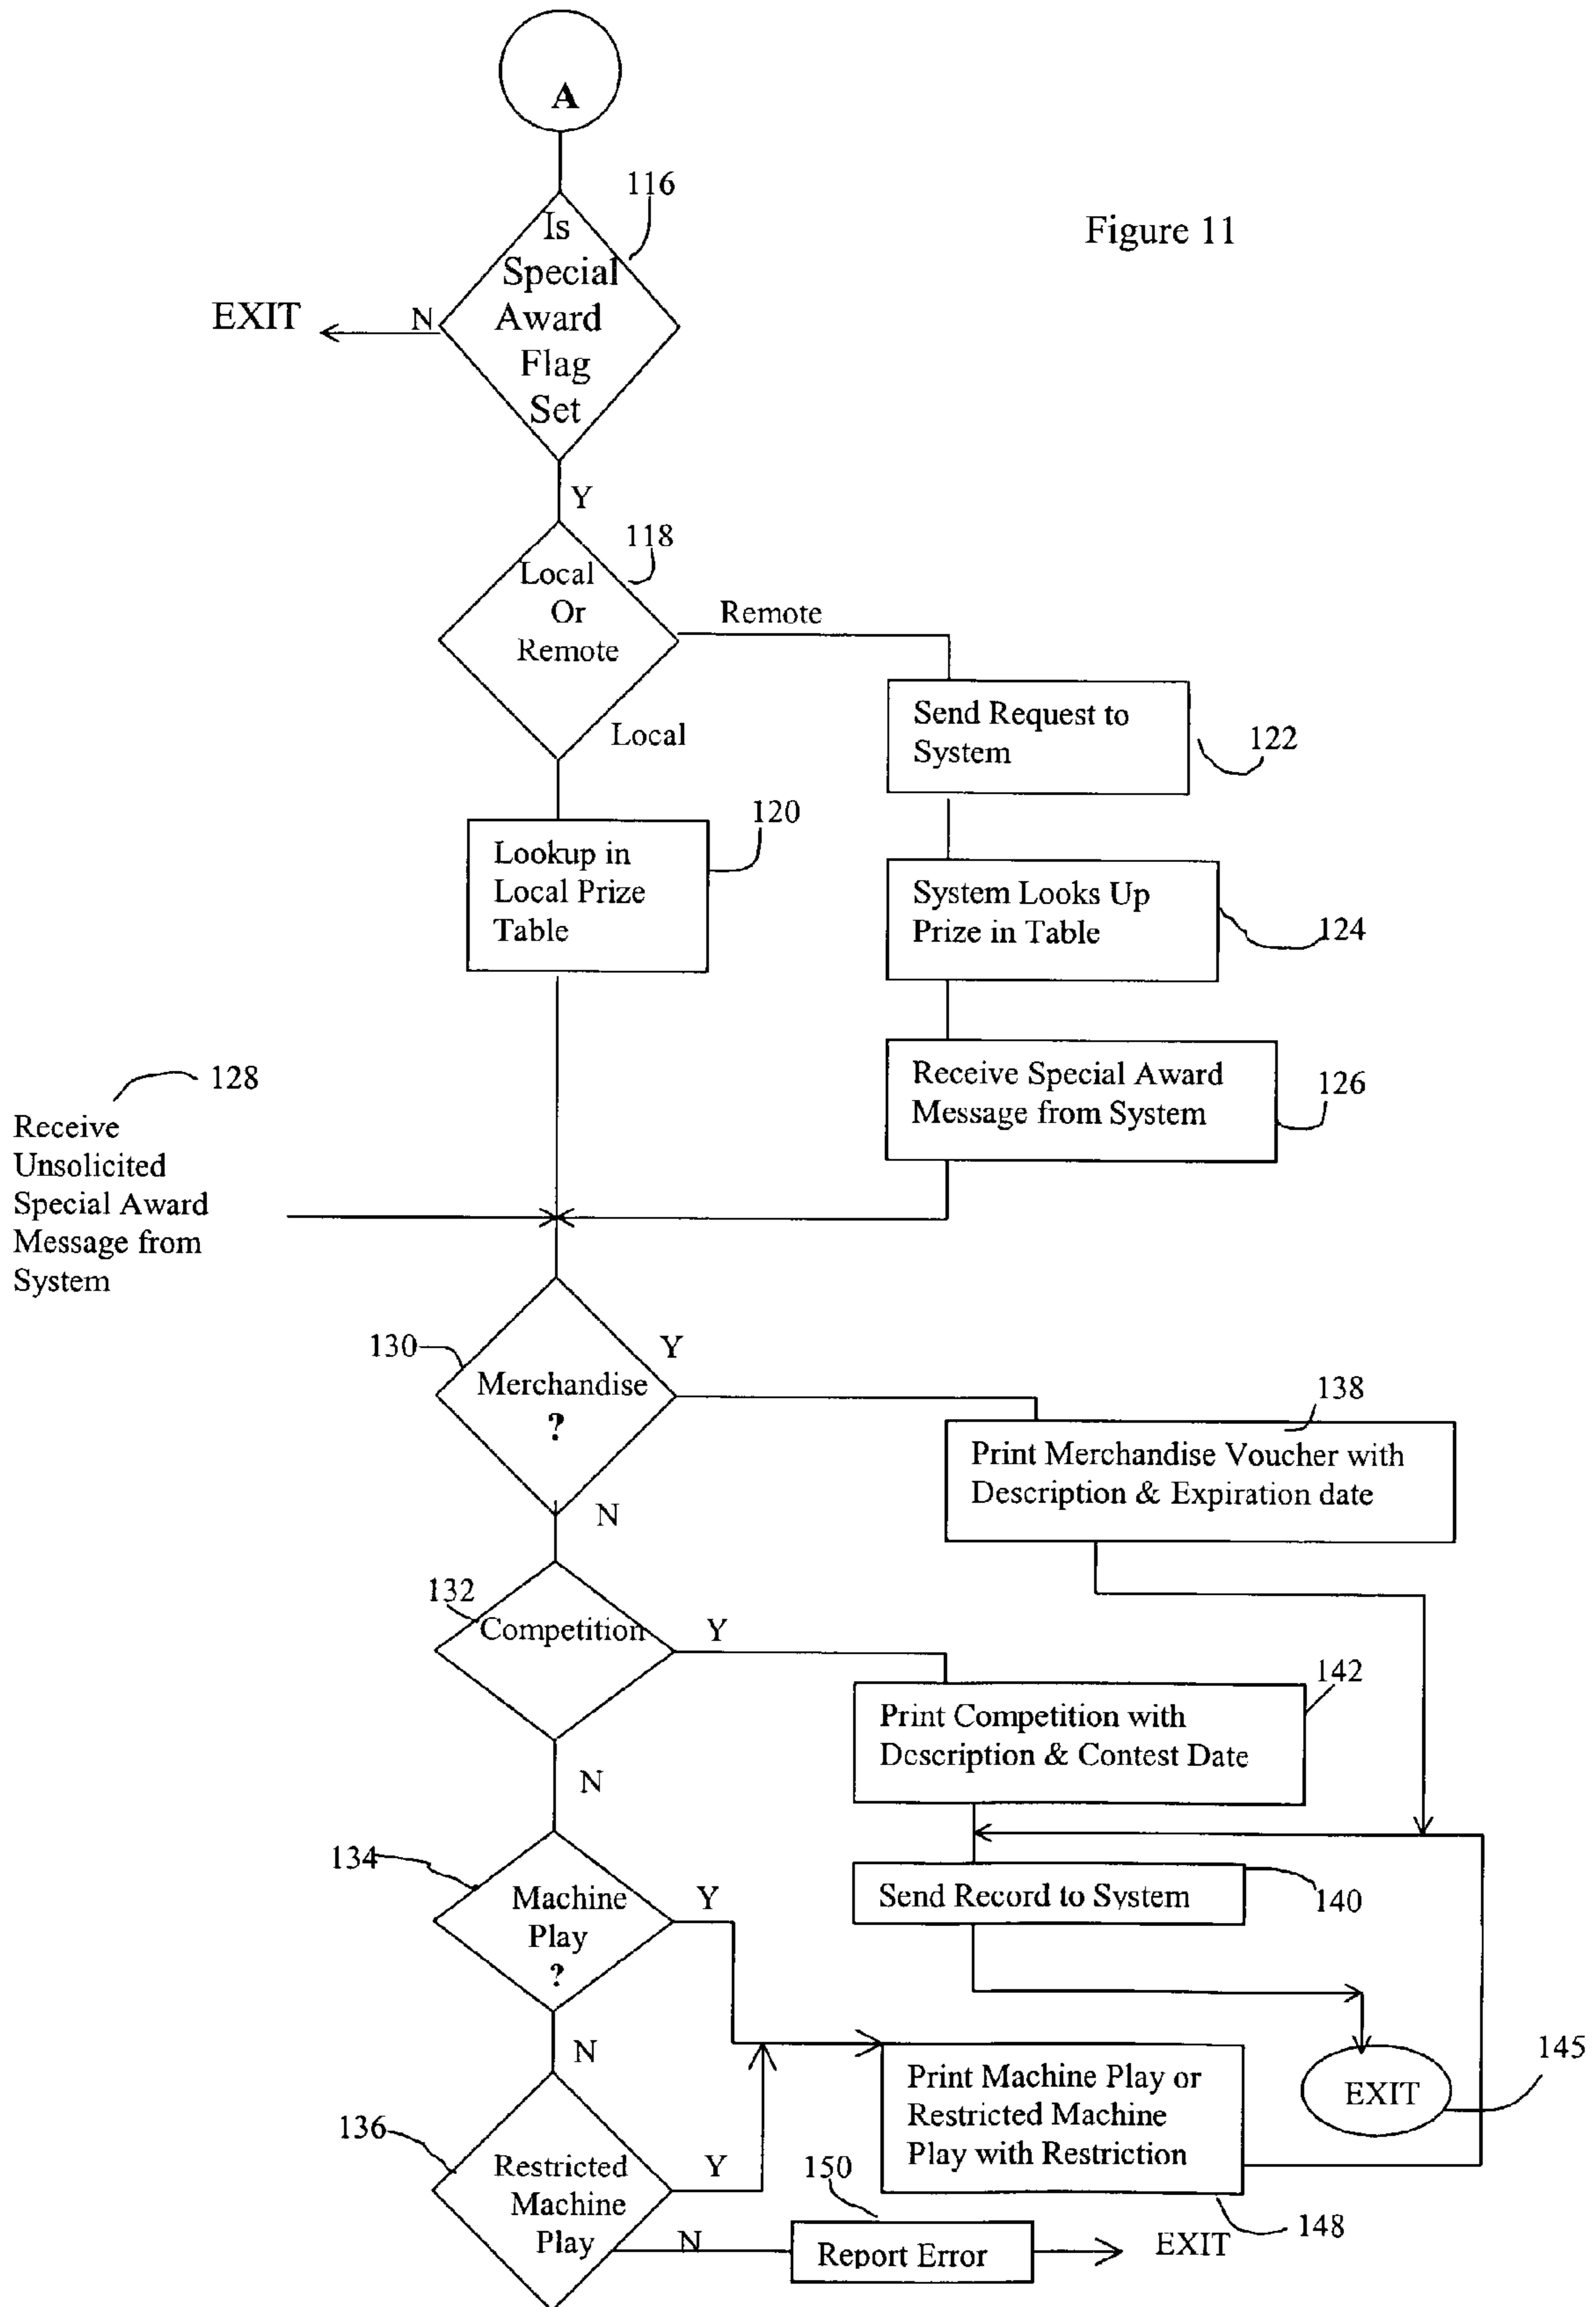 A
116
Figure 11
Is
Special
Award
Flag
Set
N
EXIT
Y
118
Local
Or
Remote
Remote
Local
Send Request to
System
122
120
Lookup in
Local Prize
Table
System Looks Up
Prize in Table
124
128
Receive
Unsolicited
Special Award
Message from
System
Receive Special Award
Message from System
126
130
Merchandise
?
Y
N
138
Print Merchandise Voucher with
Description & Expiration date
132
Competition
Y
N
142
Print Competition with
Description & Contest Date
134
Machine
Play
?
Y
N
Send Record to System
140
145
EXIT
136
Restricted
Machine
Play
Y
N
Print Machine Play or
Restricted Machine
Play with Restriction
148
150
Report Error
EXIT